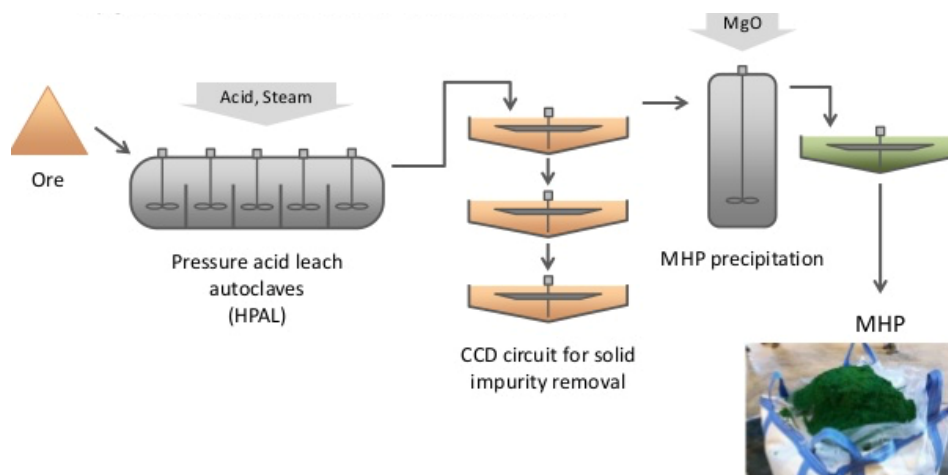 MgO
Acid, Steam
Ore
Pressure acid leach
autoclaves
(HPAL)
MHP precipitation
CCD circuit for solid
impurity removal
MHP